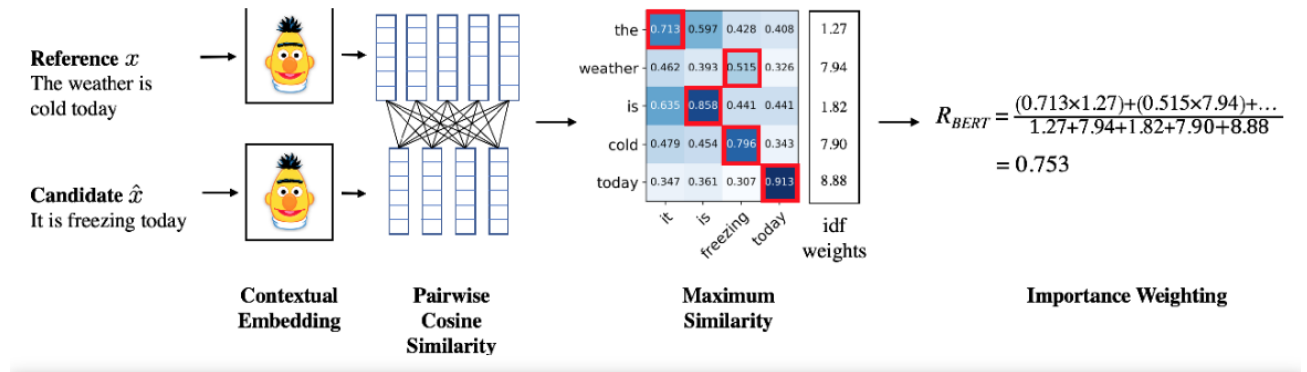 Reference x
The weather is
cold today
Candidate x̂
It is freezing today
Contextual
Embedding
Pairwise
Cosine
Similarity
the 0.713 0.597 0.428 0.408 1.27
weather 0.462 0.393 0.515 0.326 7.94
is 0.635 0.858 0.441 0.441 1.82
cold 0.479 0.454 0.796 0.343 7.90
today 0.347 0.361 0.307 0.913 8.88
it is freezing today
idf
weights
Maximum
Similarity
R_BERT = (0.713×1.27)+(0.515×7.94)+... / 1.27+7.94+1.82+7.90+8.88
= 0.753
Importance Weighting